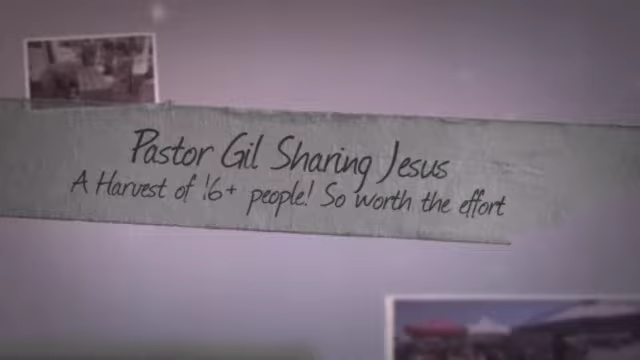 Pastor Gil Sharing Jesus
A Harvest of 16+ people! So worth the effort